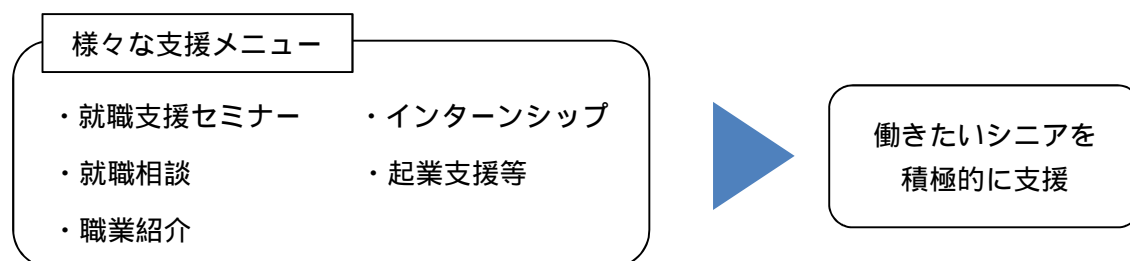 様々な支援メニュー
・就職支援セミナー
・インターンシップ
・就職相談
・起業支援等
・職業紹介
働きたいシニアを
積極的に支援